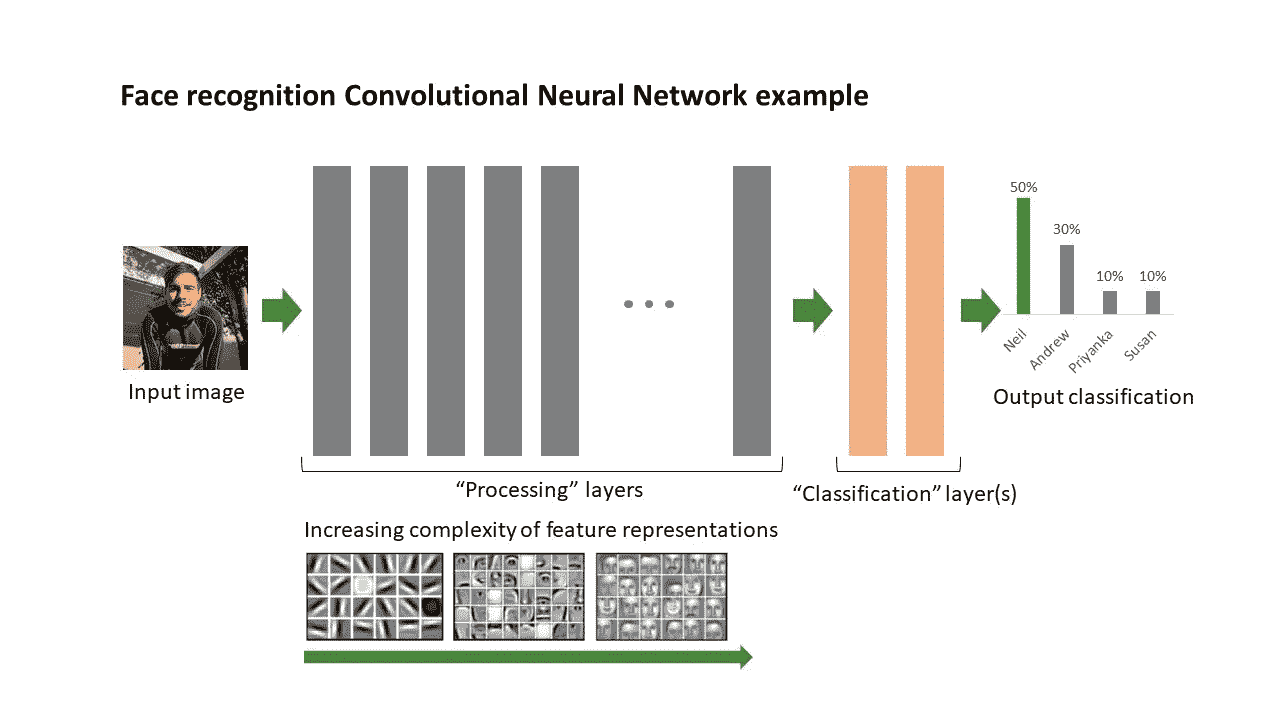 Face recognition Convolutional Neural Network example
Input image
“Processing” layers
“Classification” layer(s)
50%
30%
10%
10%
Neil
Andrew
Priyanka
Susan
Output classification
Increasing complexity of feature representations